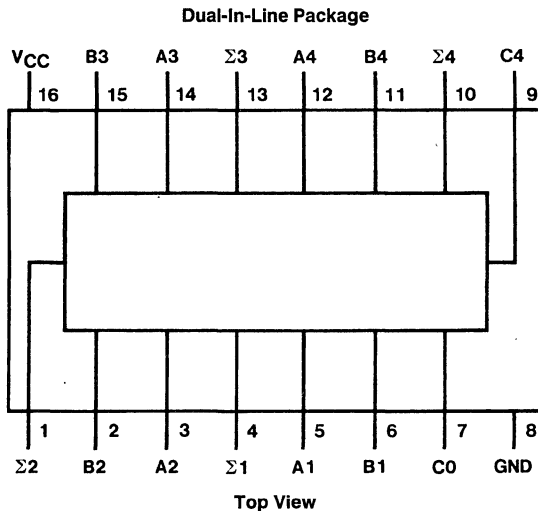 Dual-In-Line Package
VCC B3 A3 Σ3 A4 B4 Σ4 C4
16 15 14 13 12 11 10 9
1 2 3 4 5 6 7 8
Σ2 B2 A2 Σ1 A1 B1 C0 GND
Top View